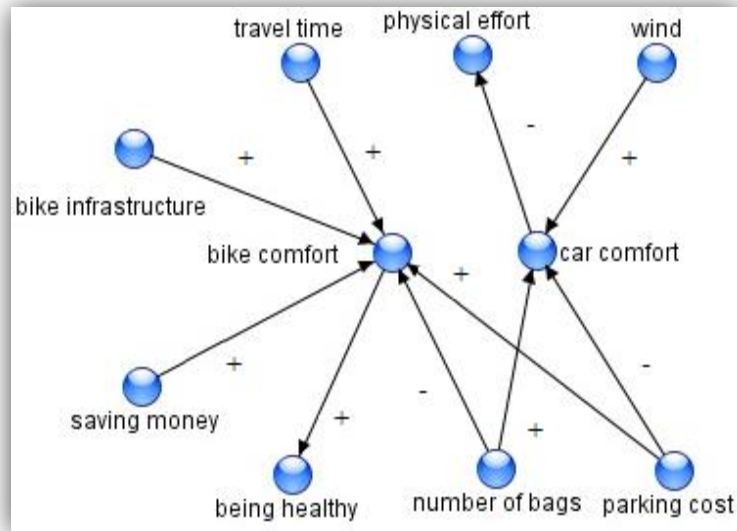 travel time
physical effort
wind
-
+
+
+
bike infrastructure
bike comfort
car comfort
+
+
-
-
saving money
+
+
being healthy
number of bags
parking cost